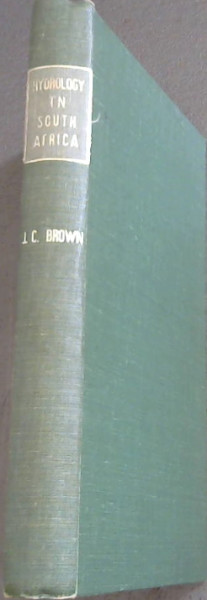 HYDROLOGY
IN
SOUTH
AFRICA
J. C. BROWN